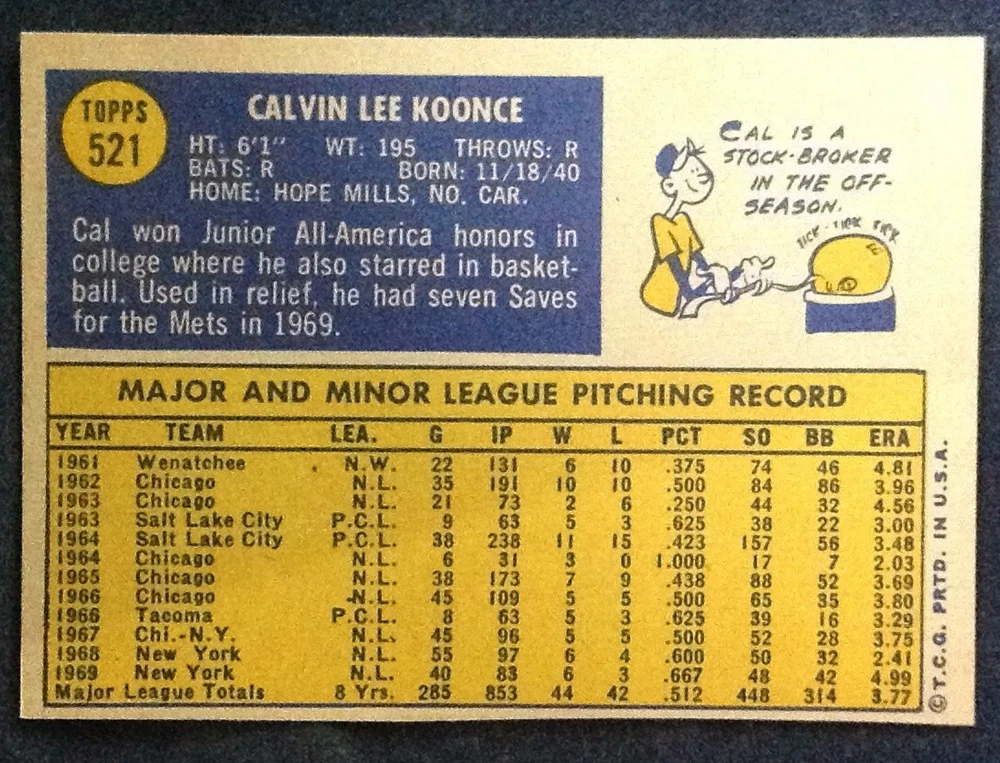 TOPPS
521
CALVIN LEE KOONCE
HT: 6'1" WT: 195 THROWS: R
BATS: R BORN: 11/18/40
HOME: HOPE MILLS, NO. CAR.
Cal won Junior All-America honors in
college where he also starred in basket-
ball. Used in relief, he had seven Saves
for the Mets in 1969.
CAL IS A
STOCK-BROKER
IN THE OFF-
SEASON.
TICK - TICK TICK
MAJOR AND MINOR LEAGUE PITCHING RECORD
YEAR TEAM LEA. G IP W L PCT SO BB ERA
1961 Wenatchee N.W. 22 131 6 10 .375 74 46 4.81
1962 Chicago N.L. 35 191 10 10 .500 84 86 3.96
1963 Chicago N.L. 21 73 2 6 .250 44 32 4.56
1963 Salt Lake City P.C.L. 9 63 5 3 .625 38 22 3.00
1964 Salt Lake City P.C.L. 38 238 11 15 .423 157 56 3.48
1964 Chicago N.L. 6 31 3 0 1.000 17 7 2.03
1965 Chicago N.L. 38 173 7 9 .438 88 52 3.69
1966 Chicago N.L. 45 109 5 5 .500 65 35 3.80
1966 Tacoma P.C.L. 8 63 5 3 .625 39 16 3.29
1967 Chi.-N.Y. N.L. 45 96 5 5 .500 52 28 3.75
1968 New York N.L. 55 97 6 4 .600 50 32 2.41
1969 New York N.L. 40 83 6 3 .667 48 42 4.99
Major League Totals 8 Yrs. 285 853 44 42 .512 448 314 3.77
© T.C.G. PRTD. IN U.S.A.